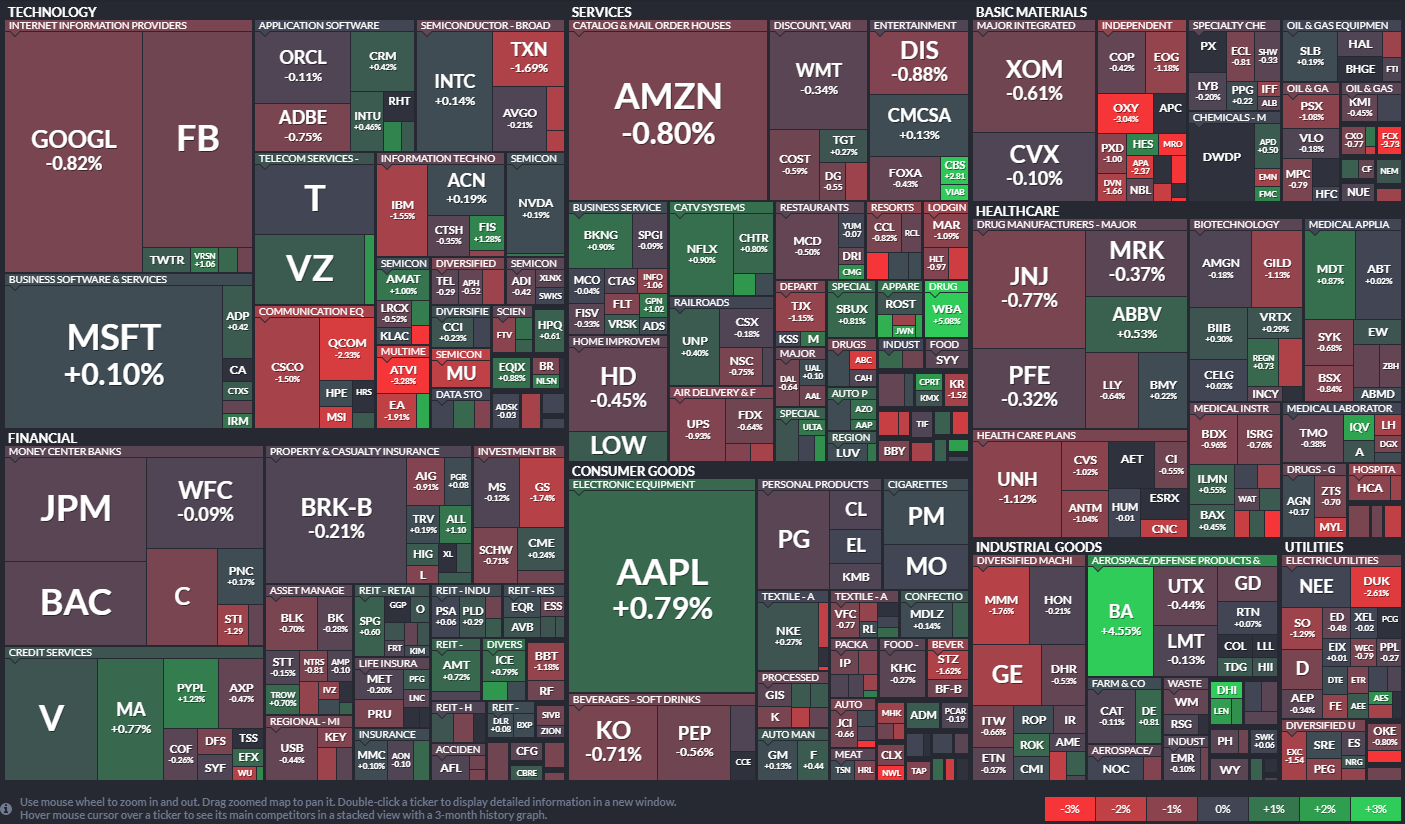 TECHNOLOGY
INTERNET INFORMATION PROVIDERS
GOOGL
-0.82%
FB
TWTR
VRSN
+1.06
APPLICATION SOFTWARE
ORCL
-0.11%
CRM
+0.42%
ADBE
-0.75%
INTU
+0.46%
RHT
SEMICONDUCTOR - BROAD
INTC
+0.14%
TXN
-1.69%
AVGO
-0.21%
TELECOM SERVICES -
T
VZ
INFORMATION TECHNO
IBM
-1.55%
ACN
+0.19%
CTSH
-0.35%
FIS
+1.28%
SEMICON
NVDA
+0.19%
BUSINESS SOFTWARE & SERVICES
MSFT
+0.10%
ADP
+0.42
CA
CTXS
IRM
COMMUNICATION EQ
CSCO
-1.50%
QCOM
-2.33%
HPE
HRS
MSI
SEMICON
AMAT
+1.00%
LRCX
-0.52%
KLAC
DIVERSIFIED
TEL
-0.29
APH
-0.52
SEMICON
ADI
-0.42
XLNX
SWKS
DIVERSIFIE
CCI
+0.23%
SCIEN
FTV
HPQ
+0.61
MULTIME
ATVI
-3.28%
EA
-1.91%
SEMICON
MU
EQIX
+0.88%
BR
NLSN
DATA STO
ADSK
-0.03
FINANCIAL
MONEY CENTER BANKS
JPM
WFC
-0.09%
BAC
C
PNC
+0.17%
STI
-1.29
PROPERTY & CASUALTY INSURANCE
BRK-B
-0.21%
AIG
-0.91%
PGR
+0.08
TRV
+0.19%
ALL
+1.10
HIG
XL
L
INVESTMENT BR
MS
-0.12%
GS
-1.74%
SCHW
-0.71%
CME
+0.24%
CREDIT SERVICES
V
MA
+0.77%
PYPL
+1.23%
AXP
-0.47%
COF
-0.26%
DFS
TSS
SYF
EFX
WU
ASSET MANAGE
BLK
-0.70%
BK
-0.28%
STT
-0.15%
NTRS
-0.81
AMP
-0.10
TROW
+0.70%
IVZ
REGIONAL - MI
USB
-0.44%
KEY
REIT - RETAI
SPG
+0.60
GGP
O
FRT
KIM
LIFE INSURA
MET
-0.20%
PFG
LNC
PRU
INSURANCE
MMC
+0.10%
AON
-0.10
REIT - INDU
PSA
+0.06
PLD
+0.29
REIT - RES
EQR
ESS
AVB
REIT -
AMT
+0.72%
DIVERS
ICE
+0.79%
BBT
-1.18%
RF
REIT - H
REIT -
DLR
+0.08
BXP
SIVB
ZION
ACCIDEN
AFL
CFG
CBRE
SERVICES
CATALOG & MAIL ORDER HOUSES
AMZN
-0.80%
DISCOUNT, VARI
WMT
-0.34%
COST
-0.59%
TGT
+0.27%
DG
-0.55
ENTERTAINMENT
DIS
-0.88%
CMCSA
+0.13%
FOXA
-0.43%
CBS
+2.81
VIAB
BUSINESS SERVICE
BKNG
+0.90%
SPGI
-0.09%
MCO
-0.04%
CTAS
INFO
-1.06
FLT
GPN
+1.02
FISV
-0.33%
VRSK
ADS
CATV SYSTEMS
NFLX
+0.90%
CHTR
+0.80%
RESTAURANTS
MCD
-0.50%
YUM
-0.07
DRI
CMG
RESORTS
CCL
-0.82%
RCL
LODGIN
MAR
-1.09%
HLT
-0.97
RAILROADS
UNP
+0.40%
CSX
-0.18%
NSC
-0.75%
DEPART
TJX
-1.15%
KSS
M
SPECIAL
SBUX
+0.81%
APPARE
ROST
JWN
DRUG
WBA
+5.08%
HOME IMPROVEM
HD
-0.45%
LOW
MAJOR
DAL
-0.64
UAL
+0.10
AAL
DRUGS
ABC
CAH
INDUST
FOOD
SYY
AIR DELIVERY & F
UPS
-0.93%
FDX
-0.64%
SPECIAL
ULTA
AUTO P
AZO
AAP
CPRT
KMX
KR
-1.52
REGION
LUV
TIF
BBY
CONSUMER GOODS
ELECTRONIC EQUIPMENT
AAPL
+0.79%
PERSONAL PRODUCTS
PG
CL
EL
KMB
CIGARETTES
PM
MO
TEXTILE - A
NKE
+0.27%
TEXTILE - A
VFC
-0.77
RL
CONFECTIO
MDLZ
+0.14%
PACKA
IP
FOOD -
KHC
-0.27%
BEVER
STZ
-1.62%
BF-B
BEVERAGES - SOFT DRINKS
KO
-0.71%
PEP
-0.56%
CCE
PROCESSED
GIS
K
AUTO MAN
GM
+0.13%
F
+0.44
AUTO
JCI
-0.66
MHK
ADM
PCAR
-0.19
MEAT
TSN
HRL
CLX
NWL
TAP
BASIC MATERIALS
MAJOR INTEGRATED
XOM
-0.61%
CVX
-0.10%
INDEPENDENT
COP
-0.42%
EOG
-1.18%
OXY
-3.04%
APC
PXD
-1.00
HES
MRO
APA
-2.37
DVN
-1.66
NBL
SPECIALTY CHE
PX
ECL
-0.81
SHW
-0.33
LYB
-0.20%
PPG
+0.22
IFF
ALB
CHEMICALS - M
DWDP
APD
+0.50
EMN
FMC
OIL & GAS EQUIPMEN
SLB
+0.19%
HAL
BHGE
FTI
OIL & GA
PSX
-1.08%
VLO
-0.18%
MPC
-0.79
HFC
OIL & GAS
KMI
-0.45%
CXO
-0.77
FCX
-3.73
CF
NEM
NUE
HEALTHCARE
DRUG MANUFACTURERS - MAJOR
JNJ
-0.77%
MRK
-0.37%
ABBV
+0.53%
PFE
-0.32%
LLY
-0.64%
BMY
+0.22%
BIOTECHNOLOGY
AMGN
-0.18%
GILD
-1.13%
BIIB
+0.30%
VRTX
+0.29%
REGN
+0.73
CELG
+0.03%
INCY
MEDICAL APPLIA
MDT
+0.87%
ABT
+0.02%
SYK
-0.68%
EW
BSX
-0.84%
ZBH
ABMD
HEALTH CARE PLANS
UNH
-1.12%
CVS
-1.02%
AET
CI
-0.55%
ANTM
-1.04%
HUM
-0.01
ESRX
CNC
MEDICAL INSTR
BDX
-0.96%
ISRG
-0.76%
ILMN
+0.55%
WAT
BAX
+0.45%
MEDICAL LABORATOR
TMO
-0.38%
IQV
LH
A
DGX
DRUGS - G
AGN
+0.17
ZTS
-0.70
MYL
HOSPITA
HCA
INDUSTRIAL GOODS
DIVERSIFIED MACHI
MMM
-1.76%
HON
-0.21%
GE
DHR
-0.53%
ITW
-0.66%
ROP
IR
ROK
AME
ETN
-0.37%
CMI
AEROSPACE/DEFENSE PRODUCTS &
BA
+4.55%
UTX
-0.44%
GD
LMT
-0.13%
RTN
+0.07%
COL
LLL
TDG
HII
FARM & CO
CAT
-0.11%
DE
+0.81
AEROSPACE/
NOC
WASTE
WM
RSG
INDUST
EMR
-0.10%
DHI
LEN
PH
SWK
+0.06
WY
UTILITIES
ELECTRIC UTILITIES
NEE
DUK
-2.61%
SO
-1.29%
ED
-0.48
XEL
-0.02
PCG
D
EIX
+0.01
WEC
-0.79
PPL
-0.27
DTE
ETR
AEP
-0.34%
FE
AEE
AES
DIVERSIFIED U
EXC
-1.54
SRE
ES
OKE
-0.80%
PEG
NRG
Use mouse wheel to zoom in and out. Drag zoomed map to pan it. Double-click a ticker to display detailed information in a new window.
Hover mouse cursor over a ticker to see its main competitors in a stacked view with a 3-month history graph.
-3%
-2%
-1%
0%
+1%
+2%
+3%